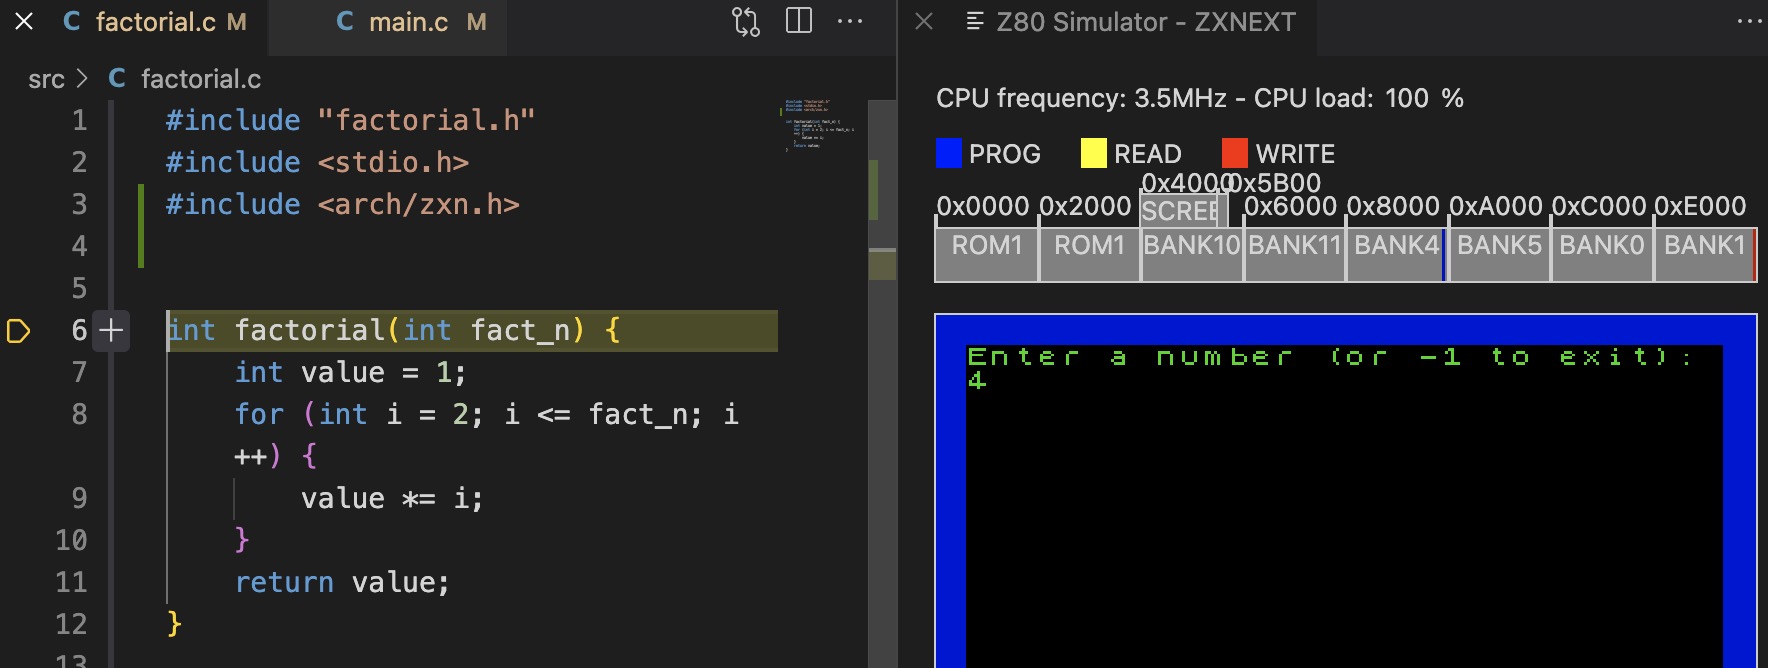 factorial.c M
main.c M
src > C factorial.c
1 #include "factorial.h"
2 #include <stdio.h>
3 #include <arch/zxn.h>
4
5
6 int factorial(int fact_n) {
7 int value = 1;
8 for (int i = 2; i <= fact_n; i
++) {
9 value *= i;
10 }
11 return value;
12 }
13
Z80 Simulator - ZXNEXT
CPU frequency: 3.5MHz - CPU load: 100 %
PROG READ WRITE
0x4000 0x5B00
0x0000 0x2000 SCREE 0x6000 0x8000 0xA000 0xC000 0xE000
ROM1 ROM1 BANK10 BANK11 BANK4 BANK5 BANK0 BANK1
Enter a number (or -1 to exit):
4